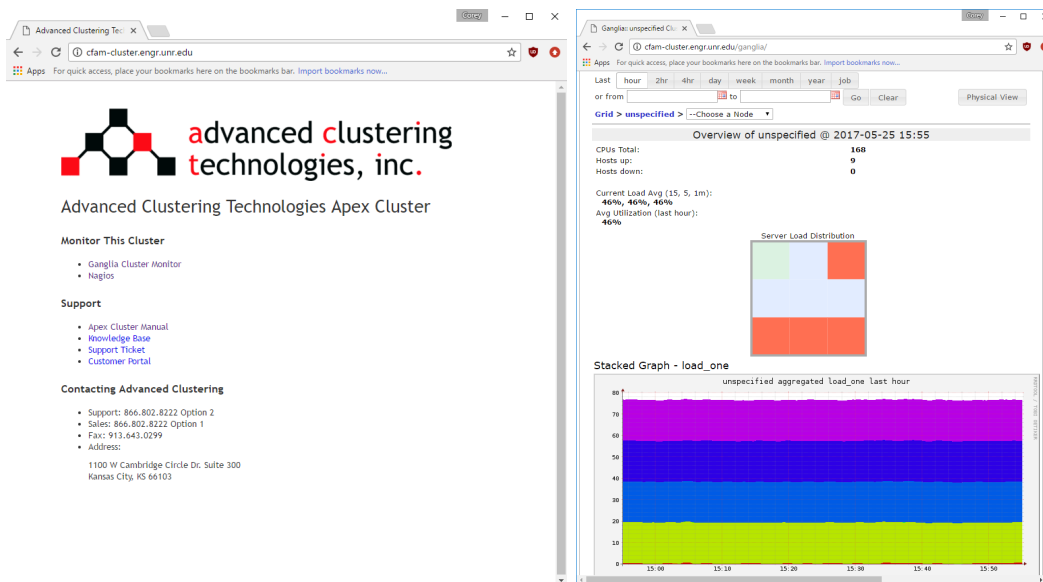 Corey
Advanced Clustering Tec
cfam-cluster.engr.unr.edu
Apps For quick access, place your bookmarks here on the bookmarks bar. Import bookmarks now...
advanced clustering
technologies, inc.
Advanced Clustering Technologies Apex Cluster
Monitor This Cluster
Ganglia Cluster Monitor
Nagios
Support
Apex Cluster Manual
Knowledge Base
Support Ticket
Customer Portal
Contacting Advanced Clustering
Support: 866.802.8222 Option 2
Sales: 866.802.8222 Option 1
Fax: 913.643.0299
Address:
1100 W Cambridge Circle Dr. Suite 300
Kansas City, KS 66103
Corey
Ganglia: unspecified Clu
cfam-cluster.engr.unr.edu/ganglia/
Apps For quick access, place your bookmarks here on the bookmarks bar. Import bookmarks now...
Last hour 2hr 4hr day week month year job
or from to Go Clear Physical View
Grid > unspecified > --Choose a Node
Overview of unspecified @ 2017-05-25 15:55
CPUs Total: 168
Hosts up: 9
Hosts down: 0
Current Load Avg (15, 5, 1m):
46%, 46%, 46%
Avg Utilization (last hour):
46%
Server Load Distribution
Stacked Graph - load_one
unspecified aggregated load_one last hour
80
70
60
50
40
30
20
10
0
15:00 15:10 15:20 15:30 15:40 15:50